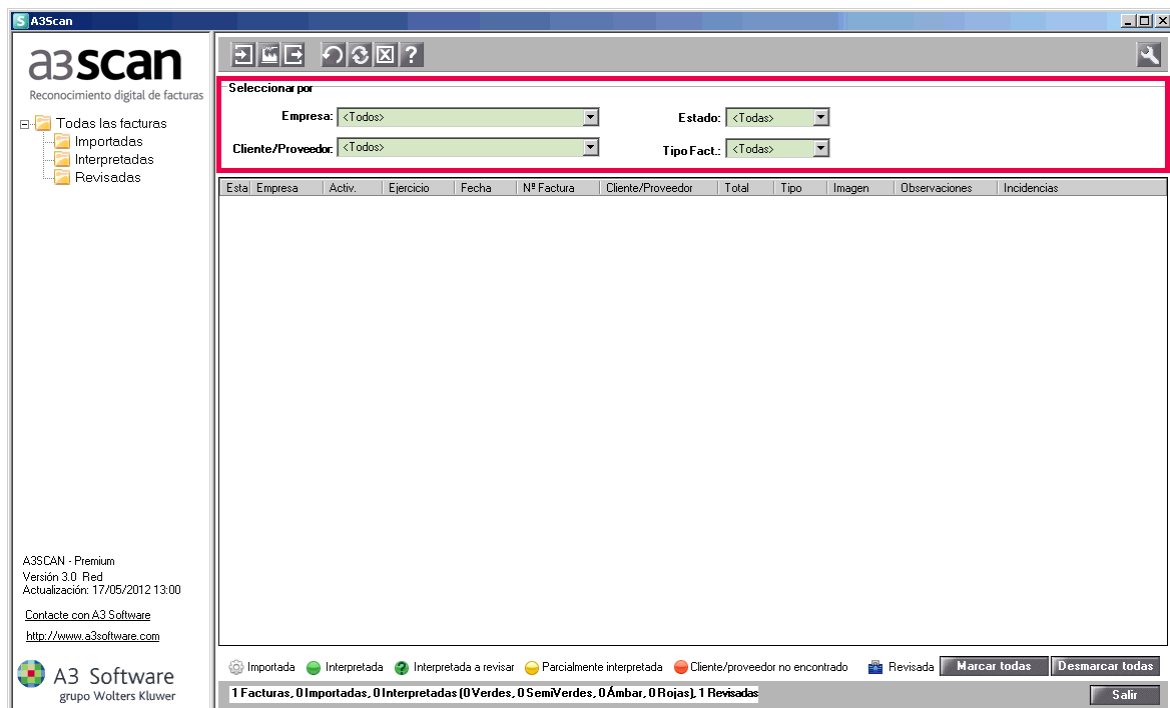 A3Scan
a3scan
Reconocimiento digital de facturas
Todas las facturas
Importadas
Interpretadas
Revisadas
A3SCAN - Premium
Versión 3.0 Red
Actualización: 17/05/2012 13:00
Contacte con A3 Software
http://www.a3software.com
A3 Software
grupo Wolters Kluwer
Seleccionar por
Empresa: <Todos> Estado: <Todas>
Cliente/Proveedor: <Todos> Tipo Fact.: <Todas>
Esta Empresa Activ. Ejercicio Fecha Nº Factura Cliente/Proveedor Total Tipo Imagen Observaciones Incidencias
Importada Interpretada Interpretada a revisar Parcialmente interpretada Cliente/proveedor no encontrado Revisada Marcar todas Desmarcar todas
1 Facturas, 0 Importadas, 0 Interpretadas (0 Verdes, 0 SemiVerdes, 0 Ámbar, 0 Rojas), 1 Revisadas Salir